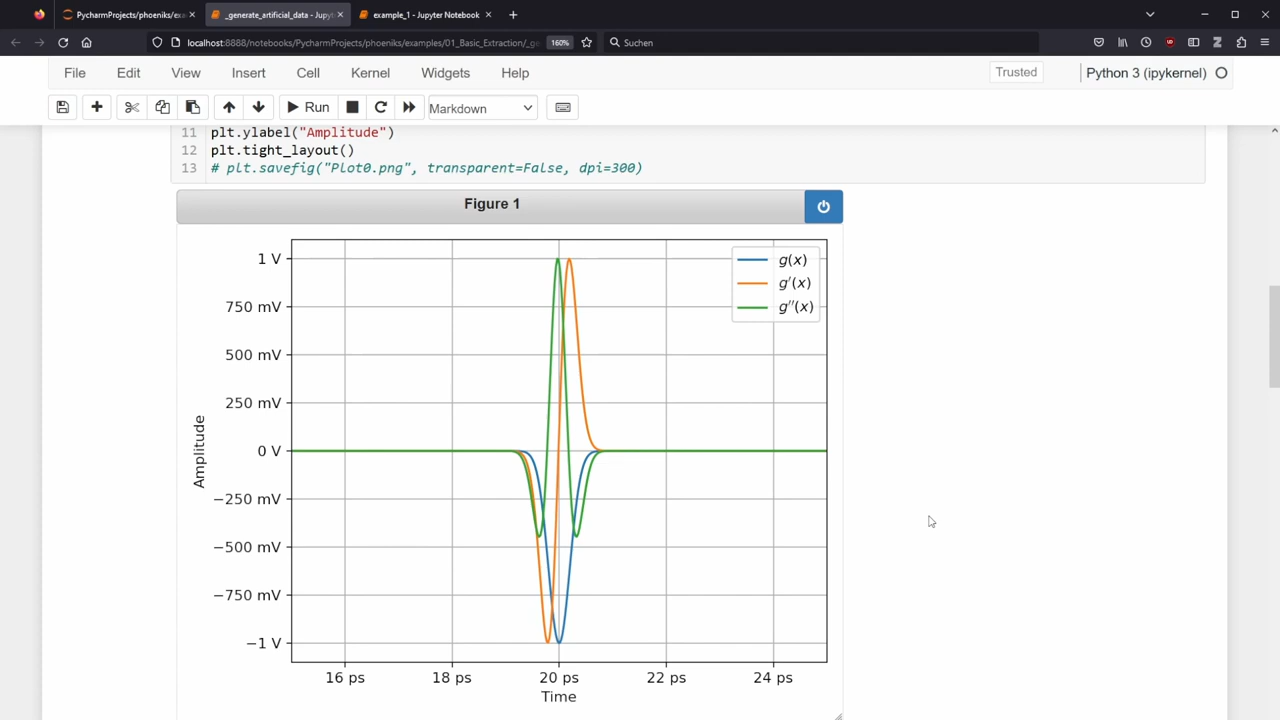 PycharmProjects/phoeniks/exa
_generate_artificial_data - Jupyt
example_1 - Jupyter Notebook
localhost:8888/notebooks/PycharmProjects/phoeniks/examples/01_Basic_Extraction/_ge
160%
Suchen
File Edit View Insert Cell Kernel Widgets Help
Trusted
Python 3 (ipykernel)
Run
Markdown
11 plt.ylabel("Amplitude")
12 plt.tight_layout()
13 # plt.savefig("Plot0.png", transparent=False, dpi=300)
Figure 1
g(x)
g′(x)
g′′(x)
1 V
750 mV
500 mV
250 mV
0 V
−250 mV
−500 mV
−750 mV
−1 V
Amplitude
16 ps 18 ps 20 ps 22 ps 24 ps
Time